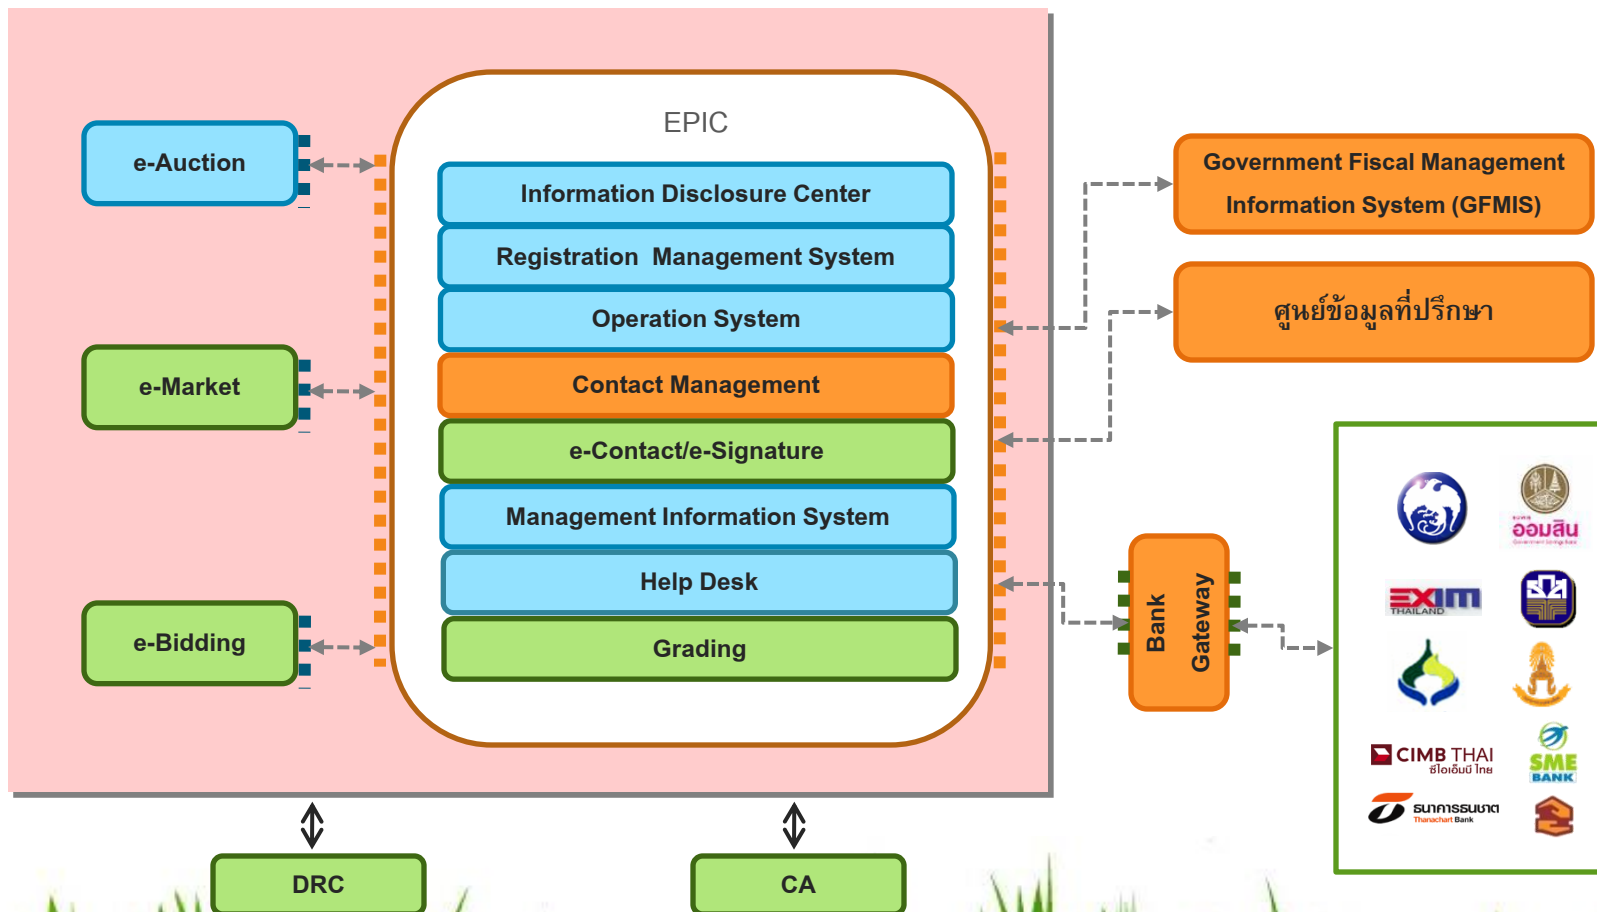 EPIC
e-Auction
e-Market
e-Bidding
Information Disclosure Center
Registration Management System
Operation System
Contact Management
e-Contact/e-Signature
Management Information System
Help Desk
Grading
Government Fiscal Management
Information System (GFMIS)
ศูนย์ข้อมูลที่ปรึกษา
Bank
Gateway
ออมสิน
EXIM
THAILAND
ธกส
CIMB THAI
ซีไอเอ็มบี ไทย
SME
BANK
ธนาคารธนชาต
Thanachart Bank
DRC
CA